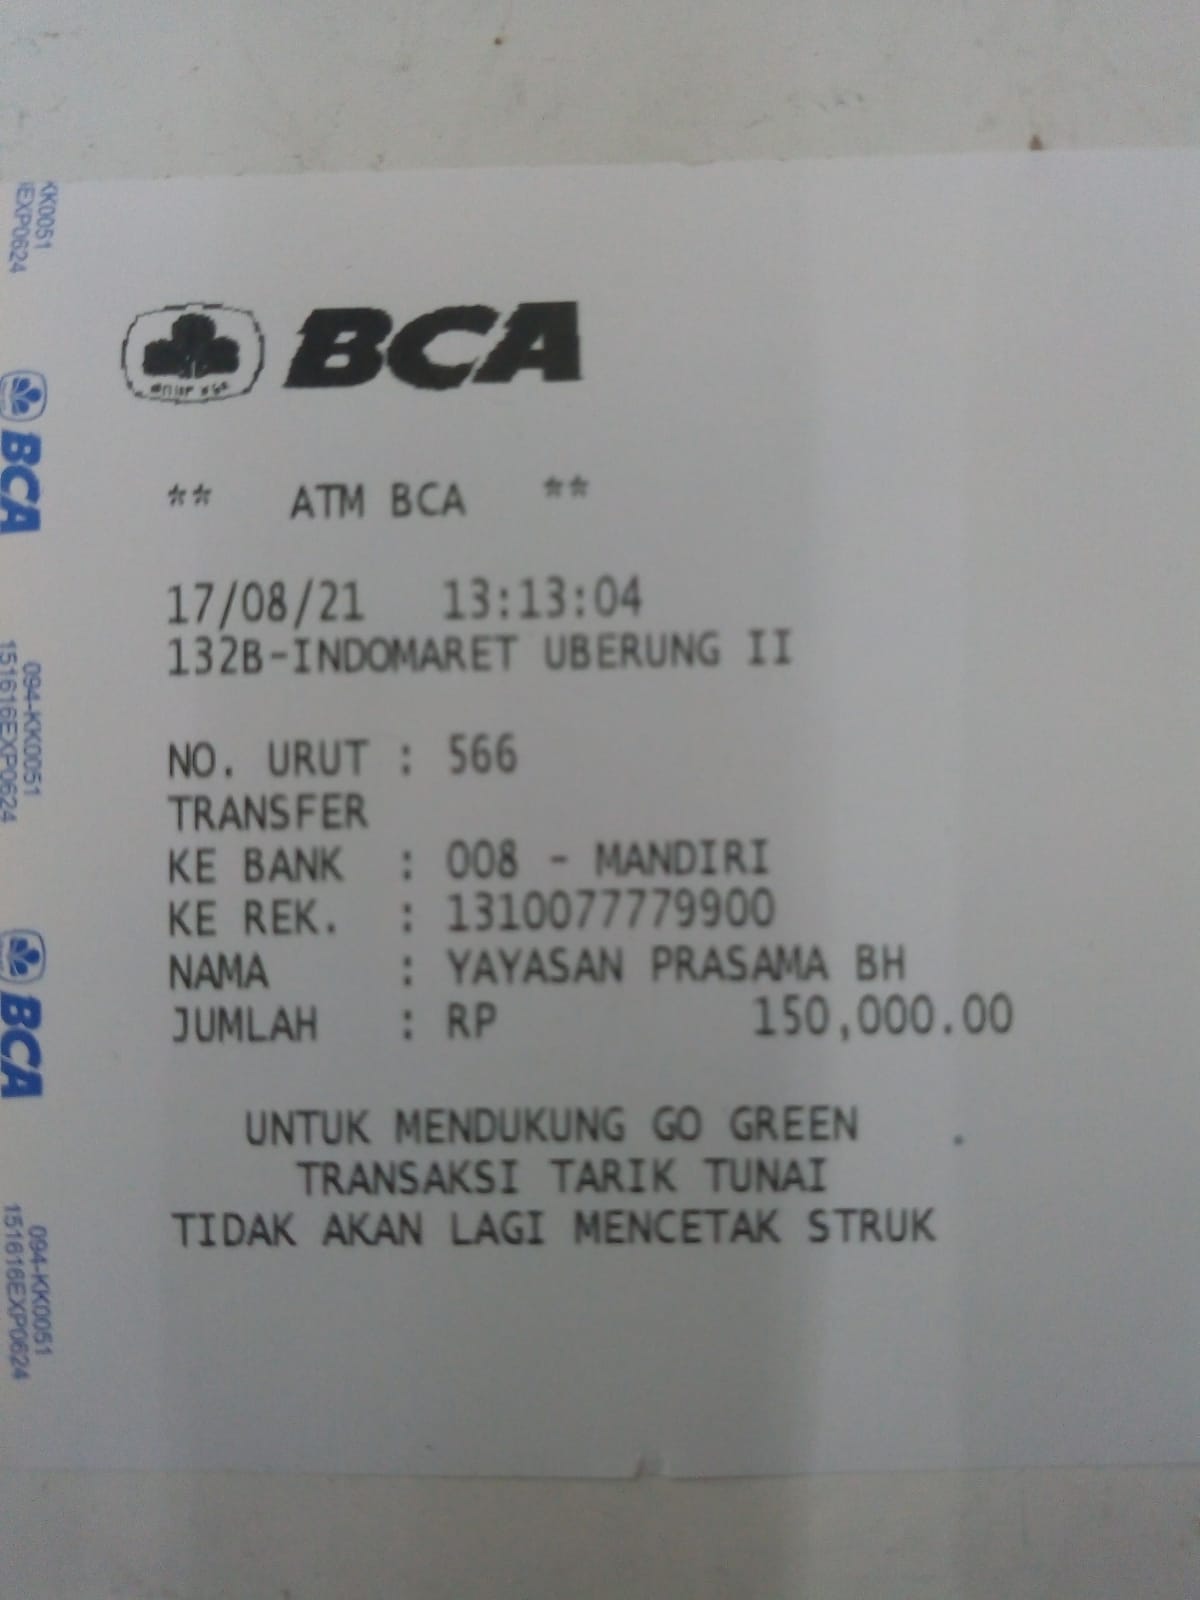 KK0051
IEXP0624
BCA
094-KK0051
151616EXP0624
BCA
094-KK0051
151616EXP0624
BCA
** ATM BCA **
17/08/21 13:13:04
132B-INDOMARET UBERUNG II
NO. URUT : 566
TRANSFER
KE BANK : 008 - MANDIRI
KE REK. : 1310077779900
NAMA : YAYASAN PRASAMA BH
JUMLAH : RP 150,000.00
UNTUK MENDUKUNG GO GREEN
TRANSAKSI TARIK TUNAI
TIDAK AKAN LAGI MENCETAK STRUK